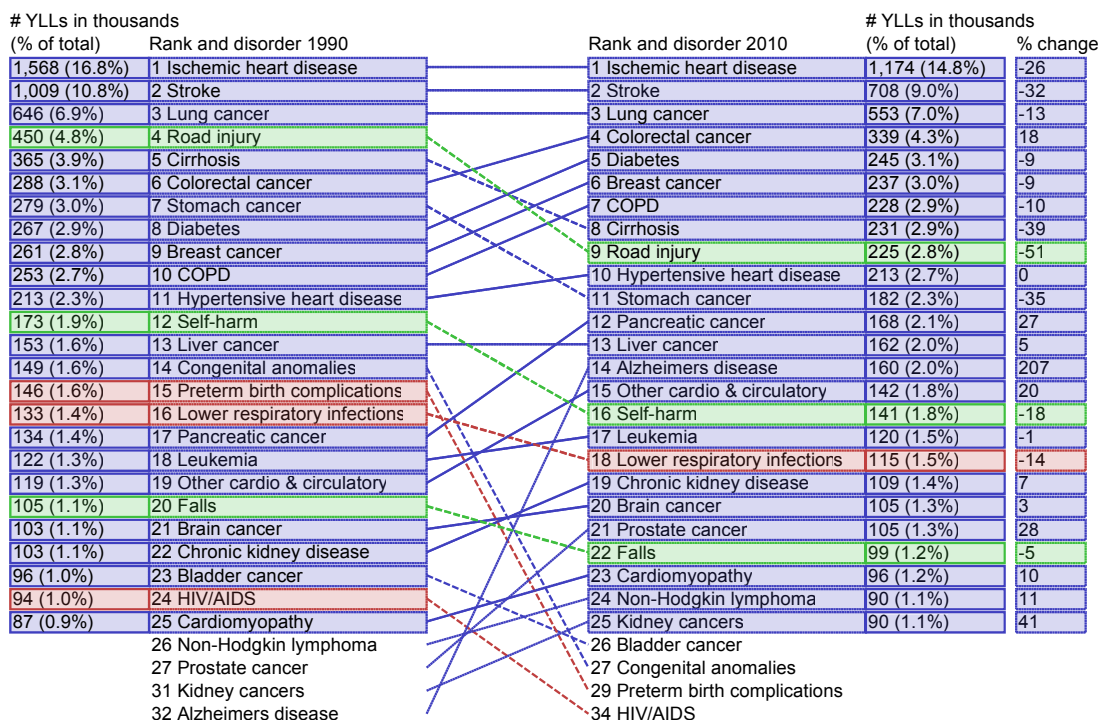 # YLLs in thousands # YLLs in thousands
(% of total) Rank and disorder 1990 Rank and disorder 2010 (% of total) % change
1,568 (16.8%) 1 Ischemic heart disease 1 Ischemic heart disease 1,174 (14.8%) -26
1,009 (10.8%) 2 Stroke 2 Stroke 708 (9.0%) -32
646 (6.9%) 3 Lung cancer 3 Lung cancer 553 (7.0%) -13
450 (4.8%) 4 Road injury 4 Colorectal cancer 339 (4.3%) 18
365 (3.9%) 5 Cirrhosis 5 Diabetes 245 (3.1%) -9
288 (3.1%) 6 Colorectal cancer 6 Breast cancer 237 (3.0%) -9
279 (3.0%) 7 Stomach cancer 7 COPD 228 (2.9%) -10
267 (2.9%) 8 Diabetes 8 Cirrhosis 231 (2.9%) -39
261 (2.8%) 9 Breast cancer 9 Road injury 225 (2.8%) -51
253 (2.7%) 10 COPD 10 Hypertensive heart disease 213 (2.7%) 0
213 (2.3%) 11 Hypertensive heart disease 11 Stomach cancer 182 (2.3%) -35
173 (1.9%) 12 Self-harm 12 Pancreatic cancer 168 (2.1%) 27
153 (1.6%) 13 Liver cancer 13 Liver cancer 162 (2.0%) 5
149 (1.6%) 14 Congenital anomalies 14 Alzheimers disease 160 (2.0%) 207
146 (1.6%) 15 Preterm birth complications 15 Other cardio & circulatory 142 (1.8%) 20
133 (1.4%) 16 Lower respiratory infections 16 Self-harm 141 (1.8%) -18
134 (1.4%) 17 Pancreatic cancer 17 Leukemia 120 (1.5%) -1
122 (1.3%) 18 Leukemia 18 Lower respiratory infections 115 (1.5%) -14
119 (1.3%) 19 Other cardio & circulatory 19 Chronic kidney disease 109 (1.4%) 7
105 (1.1%) 20 Falls 20 Brain cancer 105 (1.3%) 3
103 (1.1%) 21 Brain cancer 21 Prostate cancer 105 (1.3%) 28
103 (1.1%) 22 Chronic kidney disease 22 Falls 99 (1.2%) -5
96 (1.0%) 23 Bladder cancer 23 Cardiomyopathy 96 (1.2%) 10
94 (1.0%) 24 HIV/AIDS 24 Non-Hodgkin lymphoma 90 (1.1%) 11
87 (0.9%) 25 Cardiomyopathy 25 Kidney cancers 90 (1.1%) 41
26 Non-Hodgkin lymphoma 26 Bladder cancer
27 Prostate cancer 27 Congenital anomalies
31 Kidney cancers 29 Preterm birth complications
32 Alzheimers disease 34 HIV/AIDS